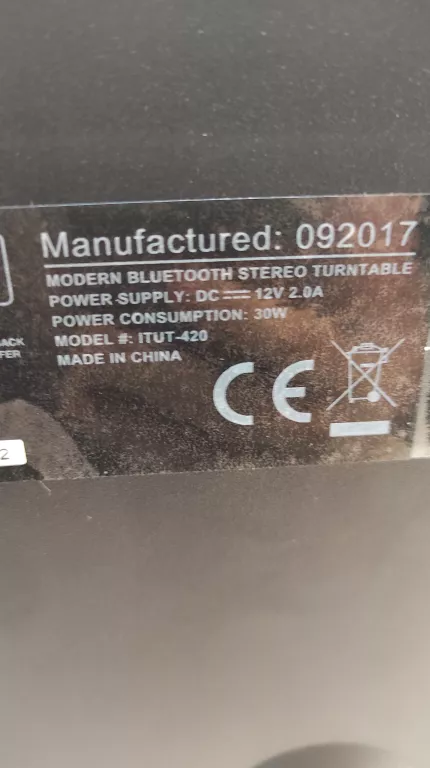 Manufactured: 092017
MODERN BLUETOOTH STEREO TURNTABLE
POWER SUPPLY: DC 12V 2.0A
POWER CONSUMPTION: 30W
MODEL #: ITUT-420
MADE IN CHINA
CE
2